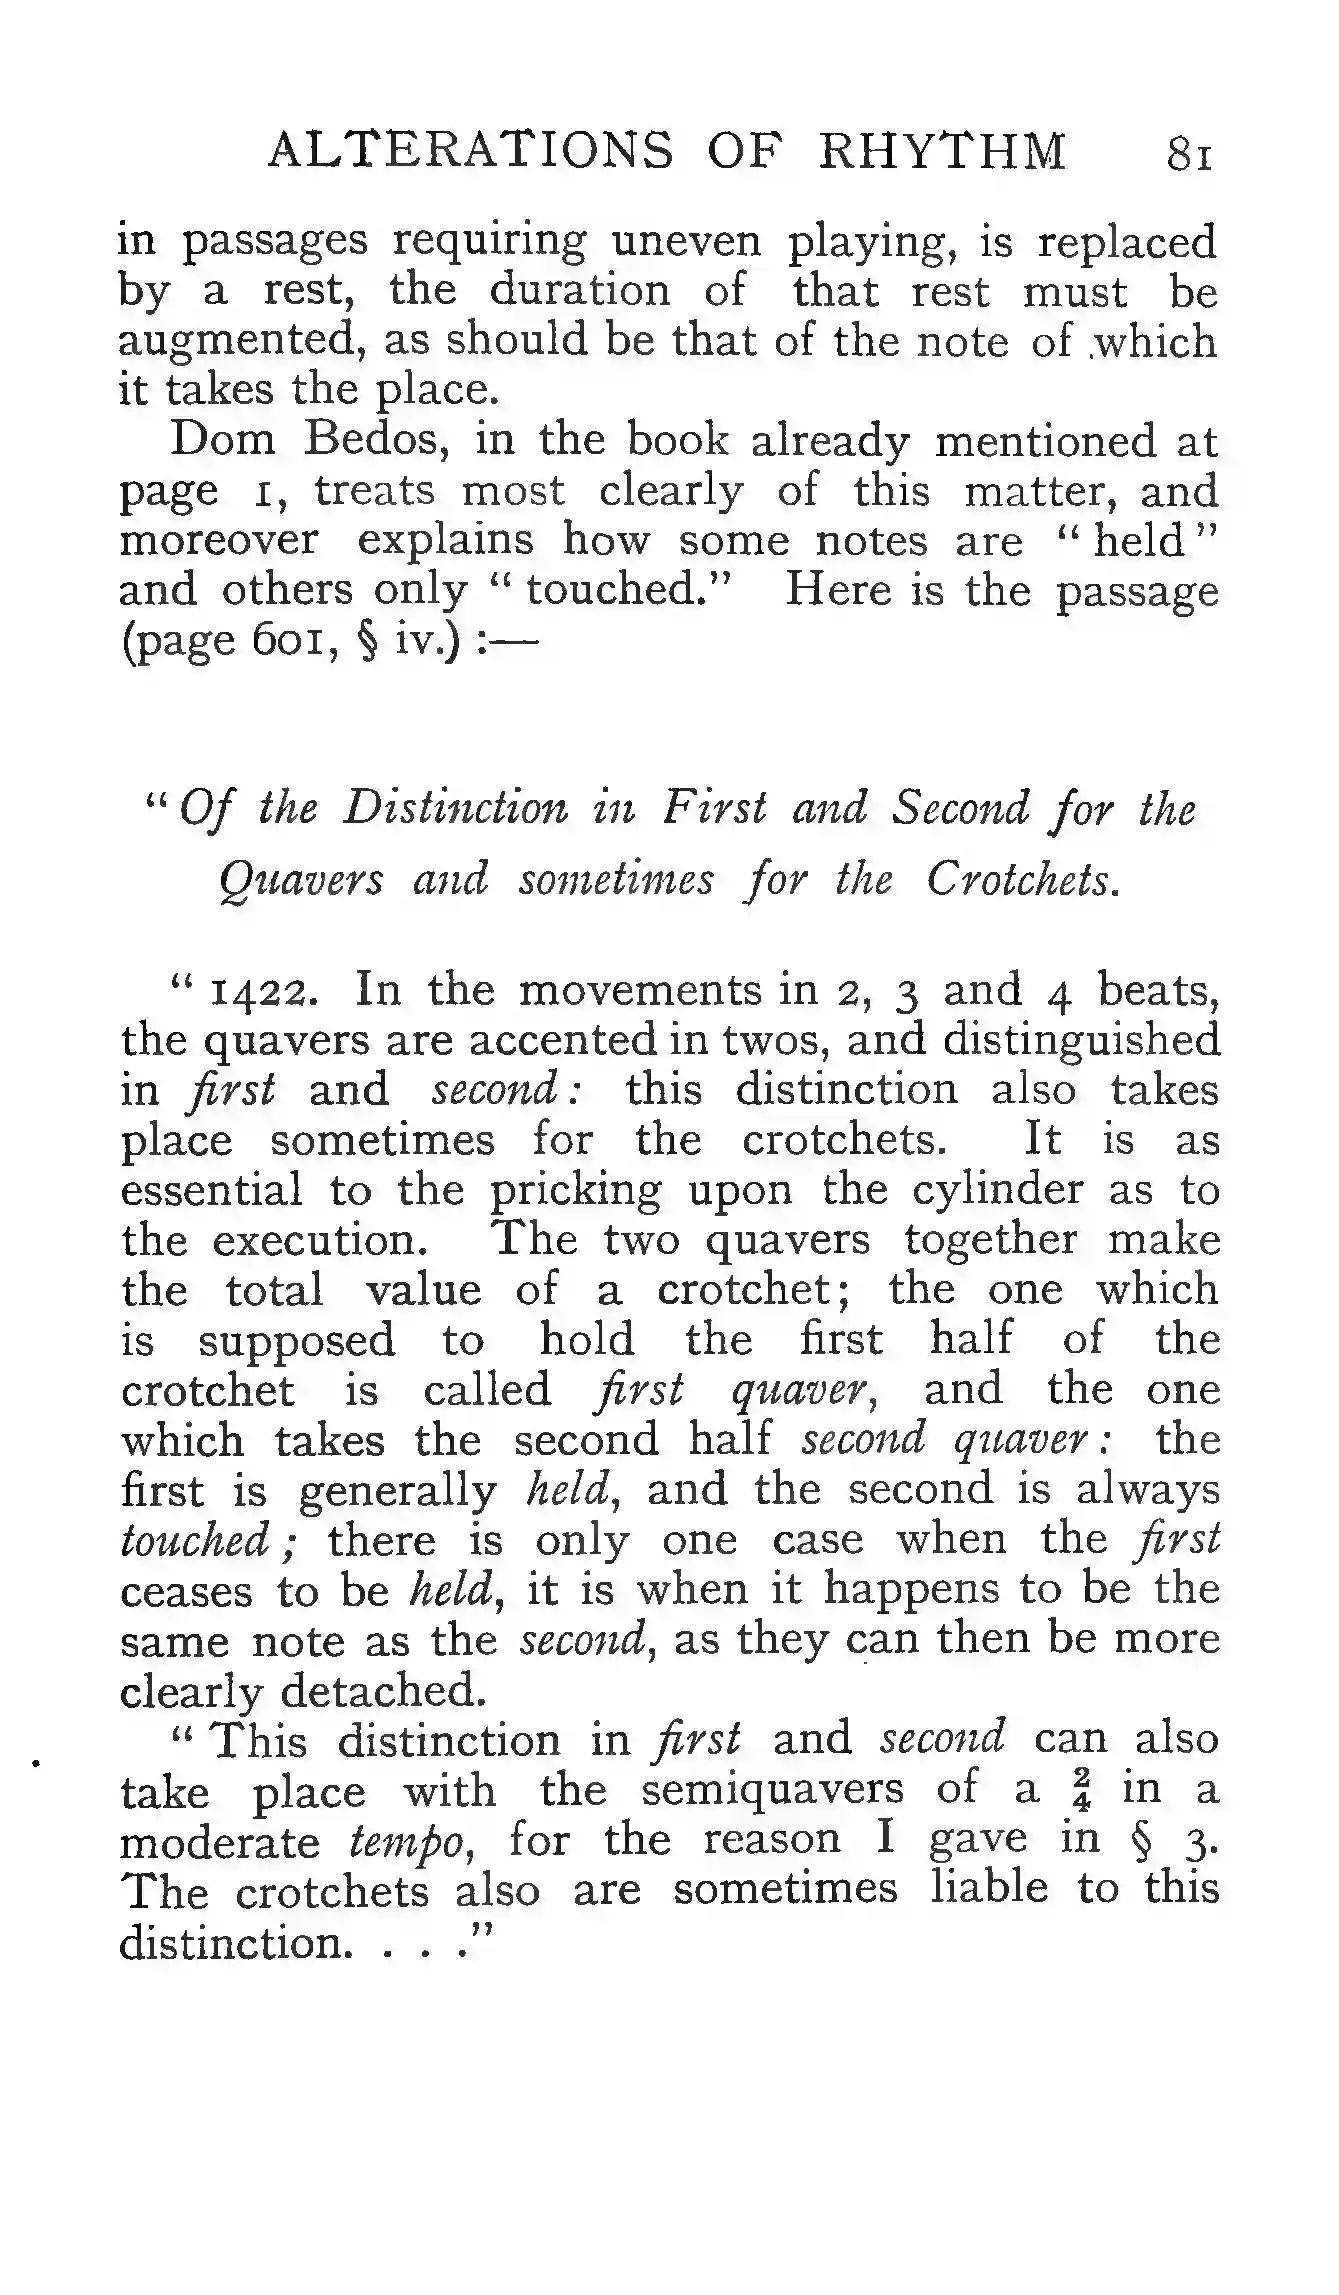 ALTERATIONS OF RHYTHM 81
in passages requiring uneven playing, is replaced
by a rest, the duration of that rest must be
augmented, as should be that of the note of .which
it takes the place.
Dom Bedos, in the book already mentioned at
page 1, treats most clearly of this matter, and
moreover explains how some notes are “ held ”
and others only “ touched.” Here is the passage
(page 601, § iv.) :—
“ Of the Distinction in First and Second for the
Quavers and sometimes for the Crotchets.
“ 1422. In the movements in 2, 3 and 4 beats,
the quavers are accented in twos, and distinguished
in first and second : this distinction also takes
place sometimes for the crotchets. It is as
essential to the pricking upon the cylinder as to
the execution. The two quavers together make
the total value of a crotchet ; the one which
is supposed to hold the first half of the
crotchet is called first quaver, and the one
which takes the second half second quaver : the
first is generally held, and the second is always
touched ; there is only one case when the first
ceases to be held, it is when it happens to be the
same note as the second, as they can then be more
clearly detached.
“ This distinction in first and second can also
take place with the semiquavers of a 2/4 in a
moderate tempo, for the reason I gave in § 3.
The crotchets also are sometimes liable to this
distinction. . . .”